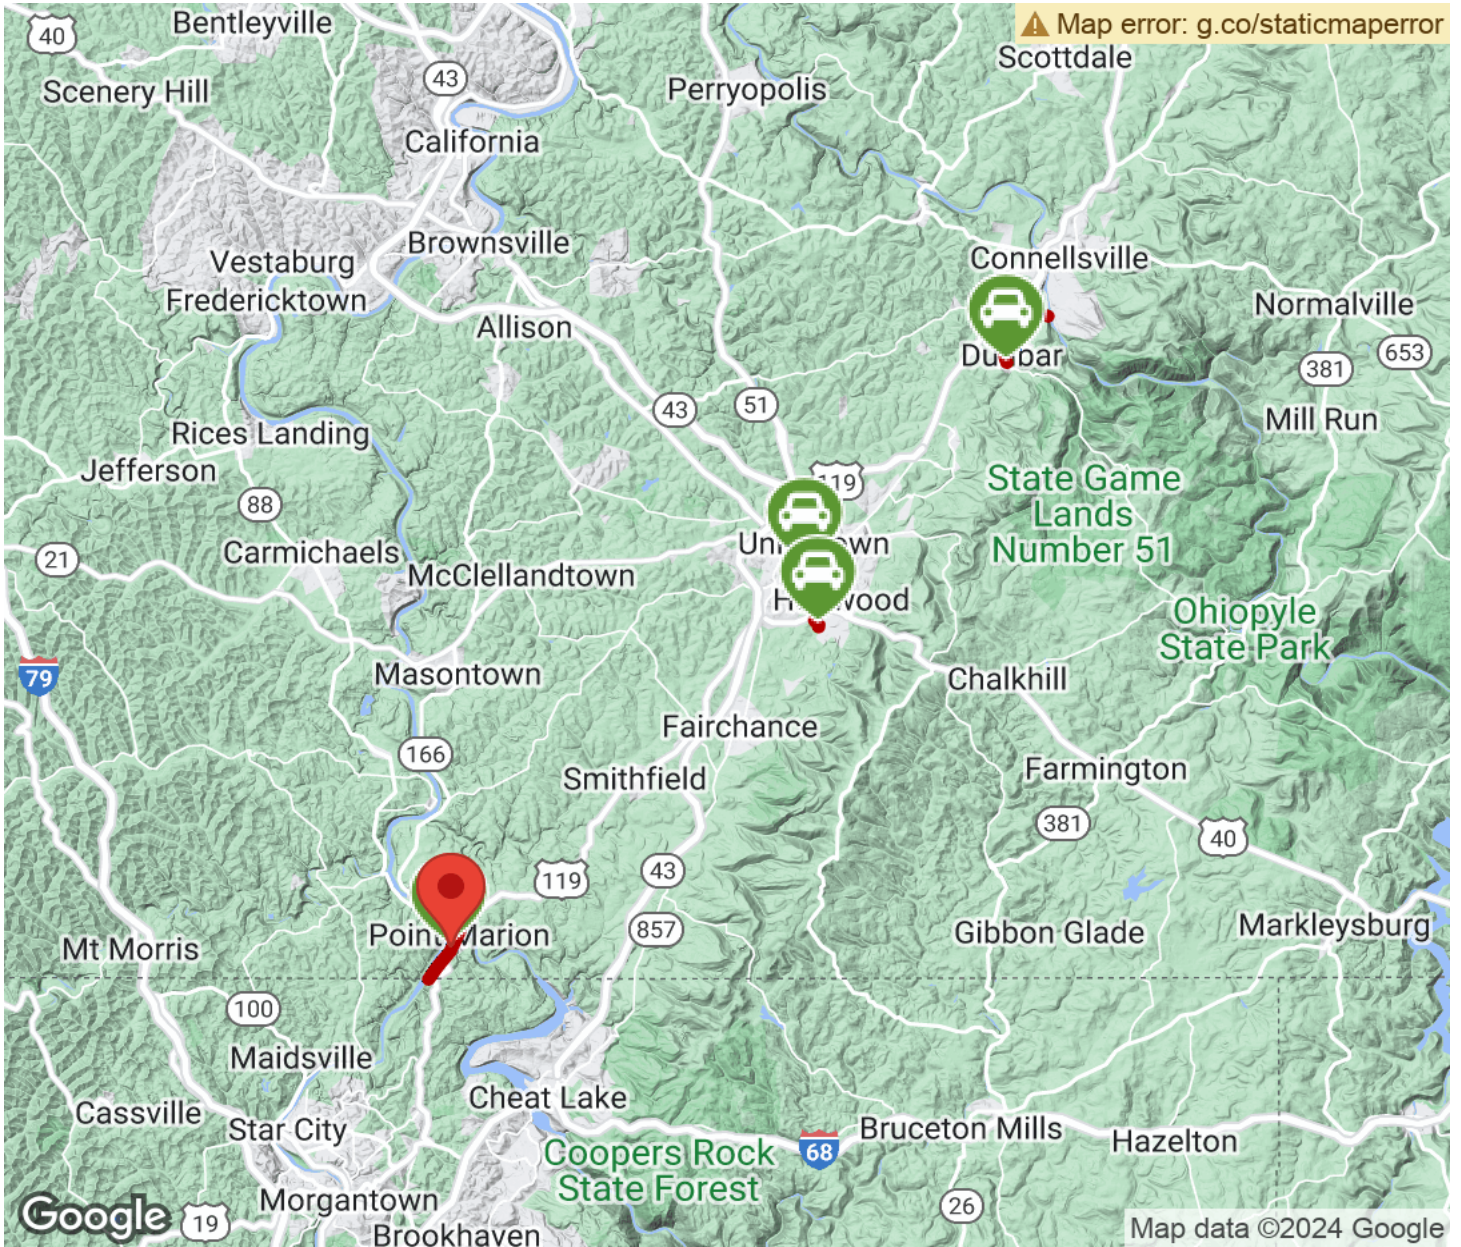 Bentleyville
Map error: g.co/staticmaperror
40
Scottdale
43
Scenery Hill
Perryopolis
California
Brownsville
Connellsville
Vestaburg
Fredericktown
Normalville
Allison
653
381
43
51
Mill Run
Rices Landing
Jefferson
119
State Game
Lands
Number 51
88
21
Carmichaels
McClellandtown
Ohiopyle
State Park
79
Masontown
Chalkhill
Fairchance
166
Smithfield
Farmington
381
40
119
43
857
Gibbon Glade
Markleysburg
Mt Morris
100
Maidsville
Cheat Lake
Cassville
Star City
Bruceton Mills
Hazelton
68
Coopers Rock
State Forest
Morgantown
26
Google
19
Brookhaven
Map data ©2024 Google